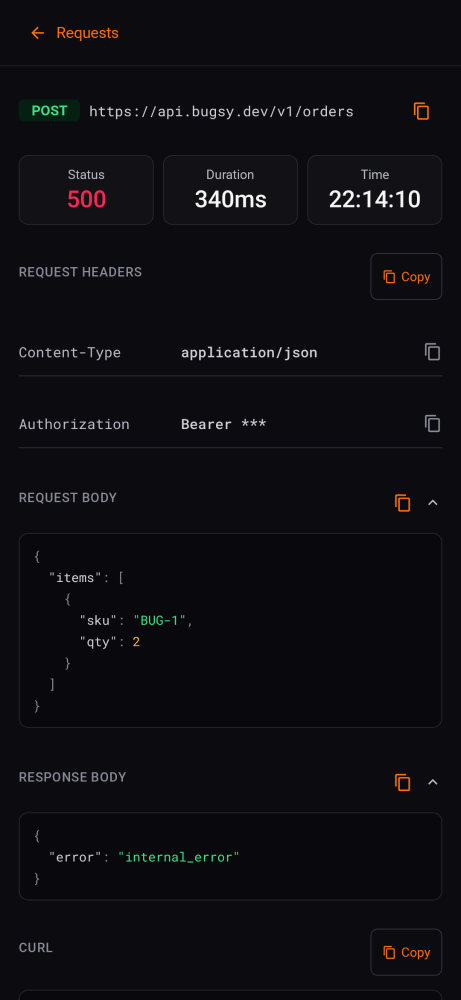 Requests
POST https://api.bugsy.dev/v1/orders
Status Duration Time
500 340ms 22:14:10
REQUEST HEADERS Copy
Content-Type application/json
Authorization Bearer ***
REQUEST BODY
{
  "items": [
    {
      "sku": "BUG-1",
      "qty": 2
    }
  ]
}
RESPONSE BODY
{
  "error": "internal_error"
}
CURL Copy